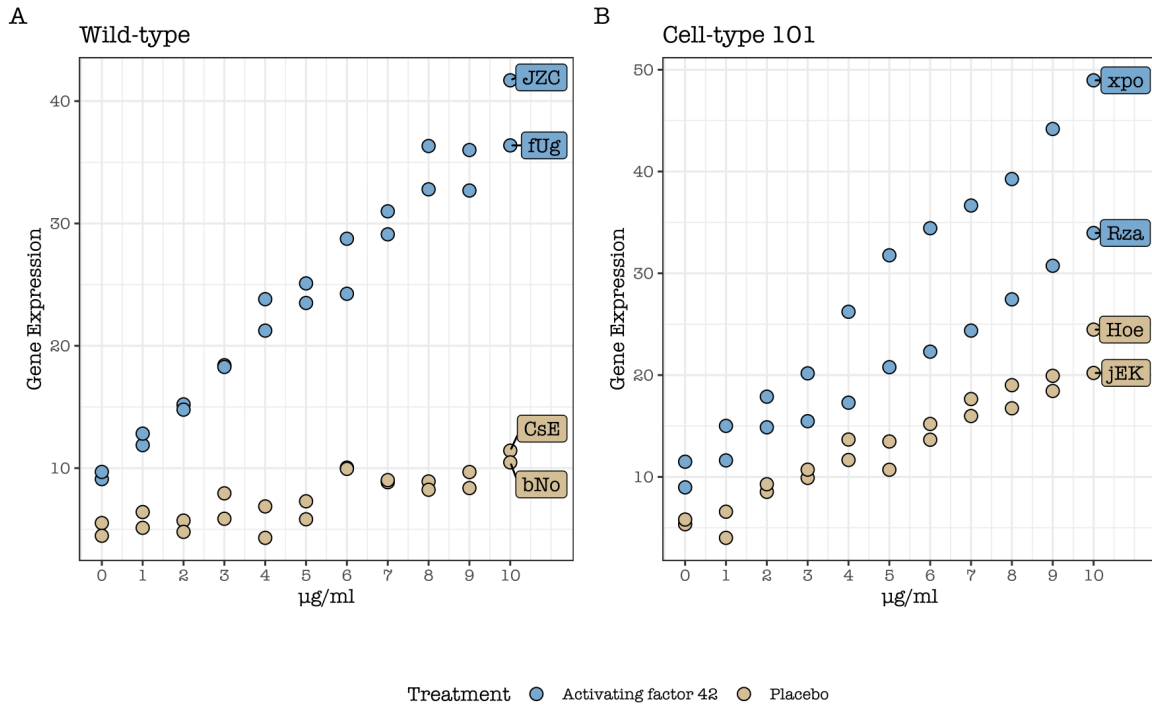 A
B
Wild-type
Cell-type 101
Gene Expression
40
30
20
10
JZC
fUg
CsE
bNo
0 1 2 3 4 5 6 7 8 9 10
µg/ml
Gene Expression
50
40
30
20
10
xpo
Rza
Hoe
jEK
0 1 2 3 4 5 6 7 8 9 10
µg/ml
Treatment Activating factor 42 Placebo